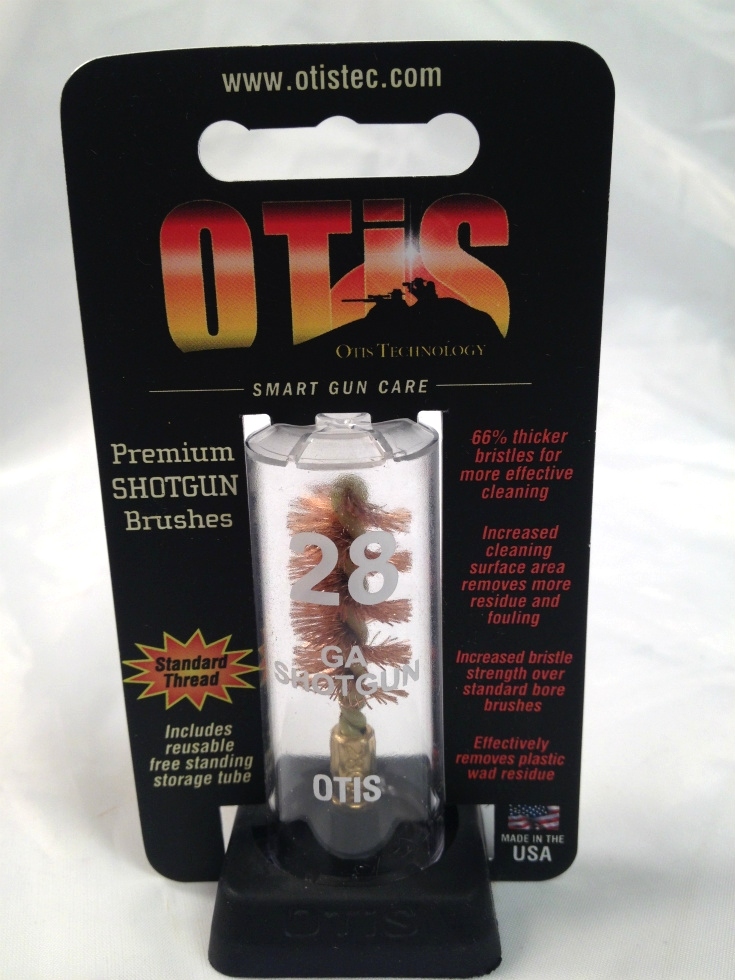 www.otistec.com
OTiS
OTIS TECHNOLOGY
SMART GUN CARE
Premium
SHOTGUN
Brushes
Standard
Thread
Includes
reusable
free standing
storage tube
28
GA
SHOTGUN
OTIS
66% thicker
bristles for
more effective
cleaning
Increased
cleaning
surface area
removes more
residue and
fouling
Increased bristle
strength over
standard bore
brushes
Effectively
removes plastic
wad residue
MADE IN THE
USA
OTIS